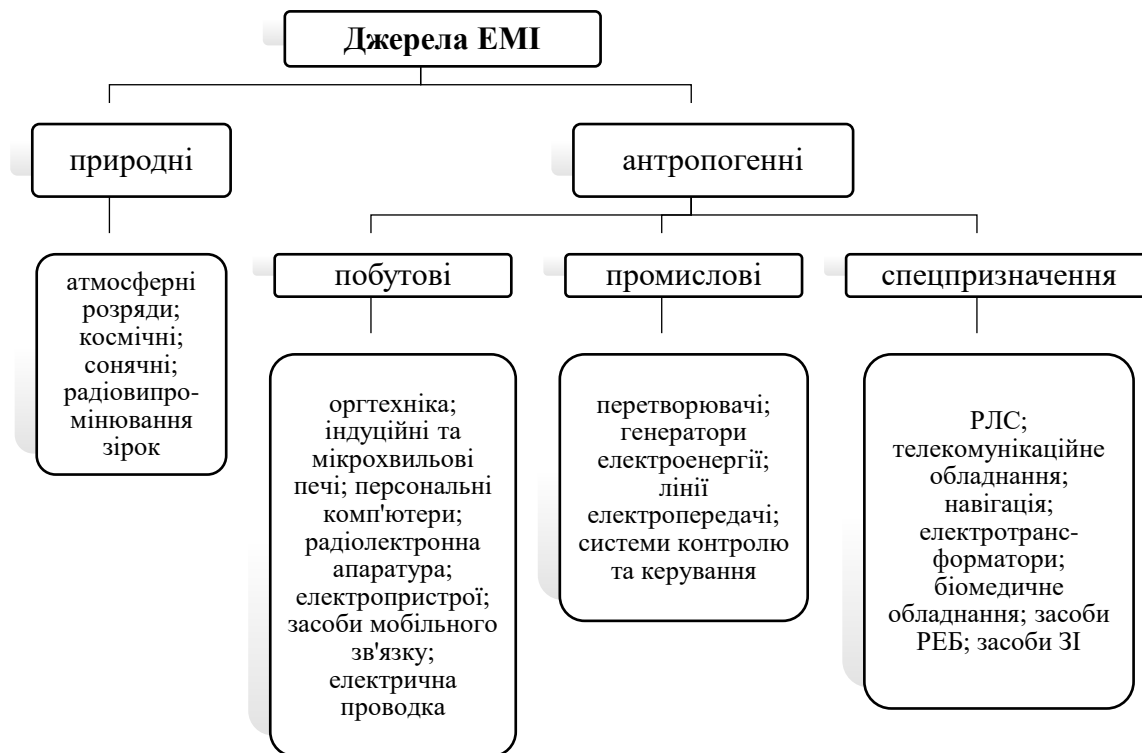 Джерела ЕМІ
природні
антропогенні
атмосферні
розряди;
космічні;
сонячні;
радіовипро-
мінювання
зірок
побутові
промислові
спецпризначення
оргтехніка;
індуційні та
мікрохвильові
печі; персональні
комп'ютери;
радіолектронна
апаратура;
електропристрої;
засоби мобільного
зв'язку;
електрична
проводка
перетворювачі;
генератори
електроенергії;
лінії
електропередачі;
системи контролю
та керування
РЛС;
телекомунікаційне
обладнання;
навігація;
електротранс-
форматори;
біомедичне
обладнання; засоби
РЕБ; засоби ЗІ